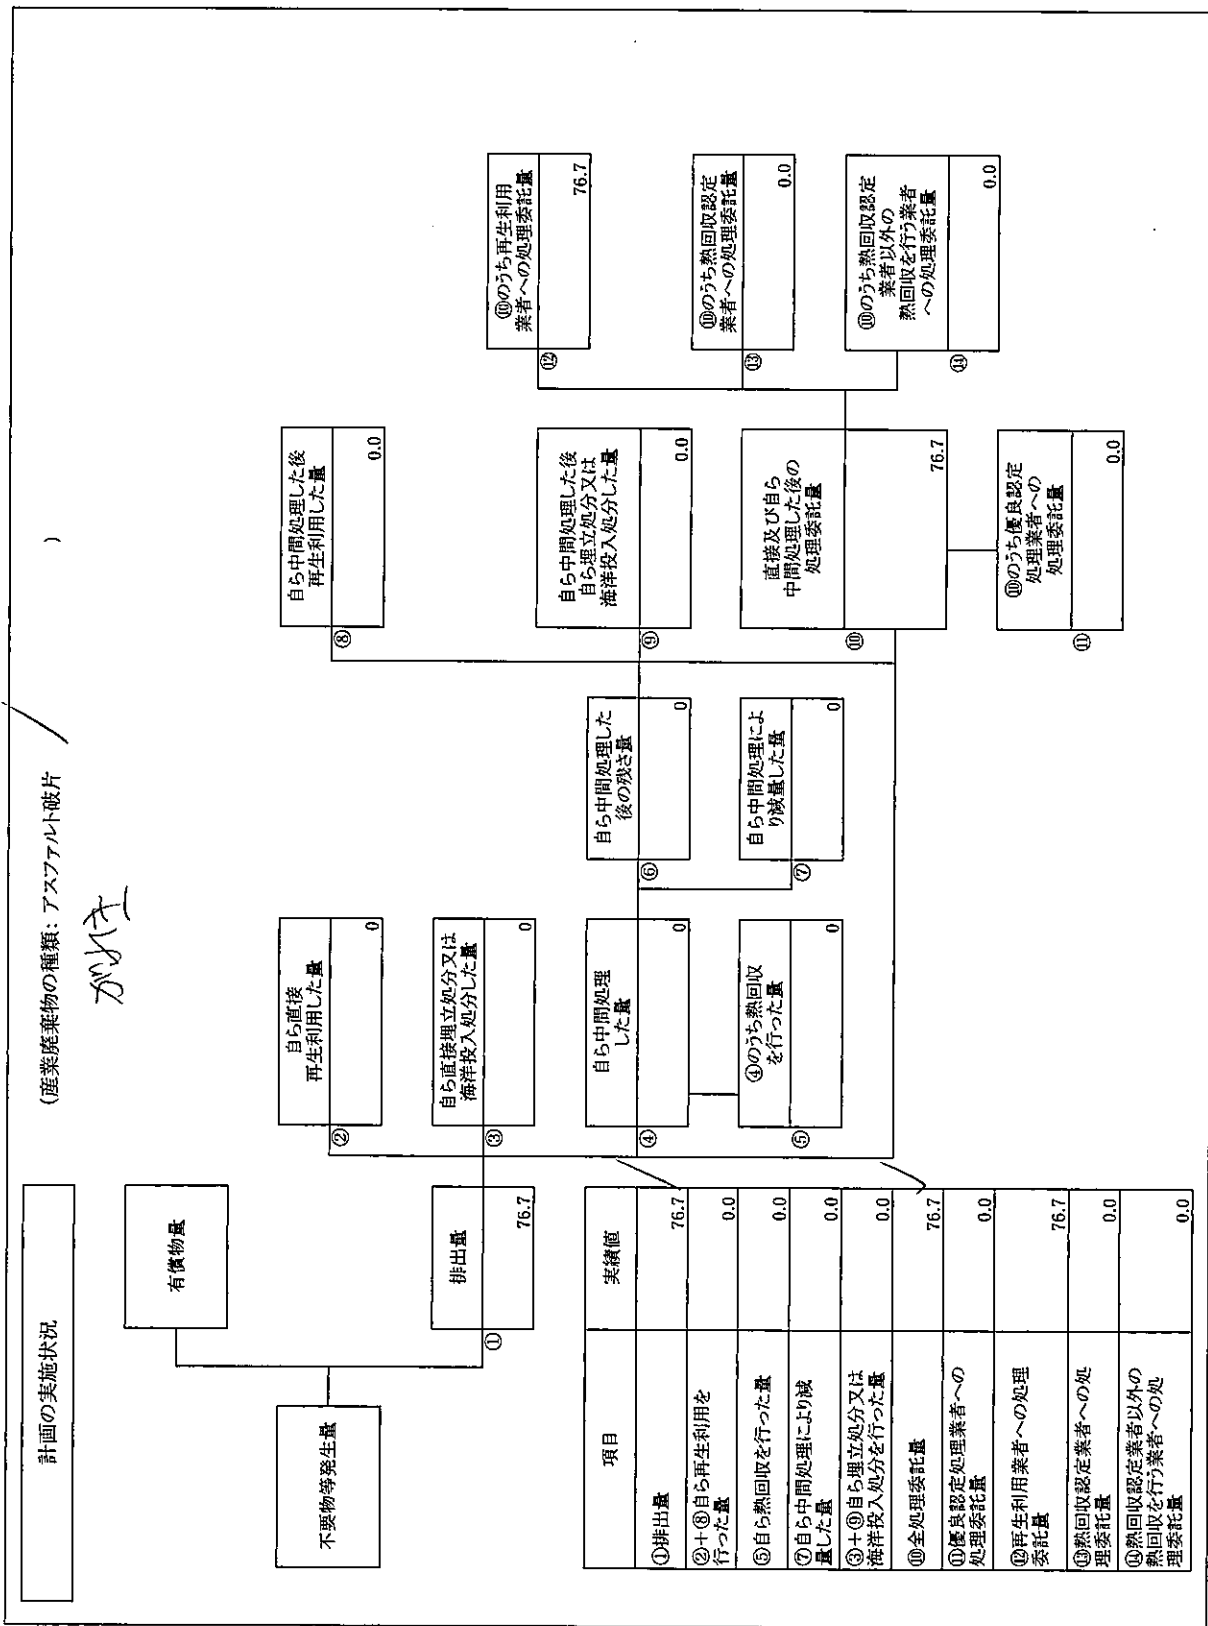 計画の実施状況
(産業廃棄物の種類: アスファルト破片
)
がれき
不要物等発生量
有償物量
①
排出量
76.7
②
自ら直接
再生利用した量
0
③
自ら直接埋立処分又は
海洋投入処分した量
0
④
自ら中間処理
した量
0
⑤
④のうち熱回収
を行った量
0
⑥
自ら中間処理した
後の残さ量
0
⑦
自ら中間処理によ
り減量した量
0
⑧
自ら中間処理した後
再生利用した量
0.0
⑨
自ら中間処理した後
自ら埋立処分又は
海洋投入処分した量
0.0
⑩
直接及び自ら
中間処理した後の
処理委託量
76.7
⑪
⑩のうち優良認定
処理業者への
処理委託量
0.0
⑫
⑩のうち再生利用
業者への処理委託量
76.7
⑬
⑩のうち熱回収認定
業者への処理委託量
0.0
⑭
⑩のうち熱回収認定
業者以外の
熱回収を行う業者
への処理委託量
0.0
項目 実績値
①排出量 76.7
②+⑧自ら再生利用を
行った量 0.0
⑤自ら熱回収を行った量 0.0
⑦自ら中間処理により減
量した量 0.0
③+⑨自ら埋立処分又は
海洋投入処分を行った量 0.0
⑩全処理委託量 76.7
⑪優良認定処理業者への
処理委託量 0.0
⑫再生利用業者への処理
委託量 76.7
⑬熱回収認定業者への処
理委託量 0.0
⑭熱回収認定業者以外の
熱回収を行う業者への処
理委託量 0.0